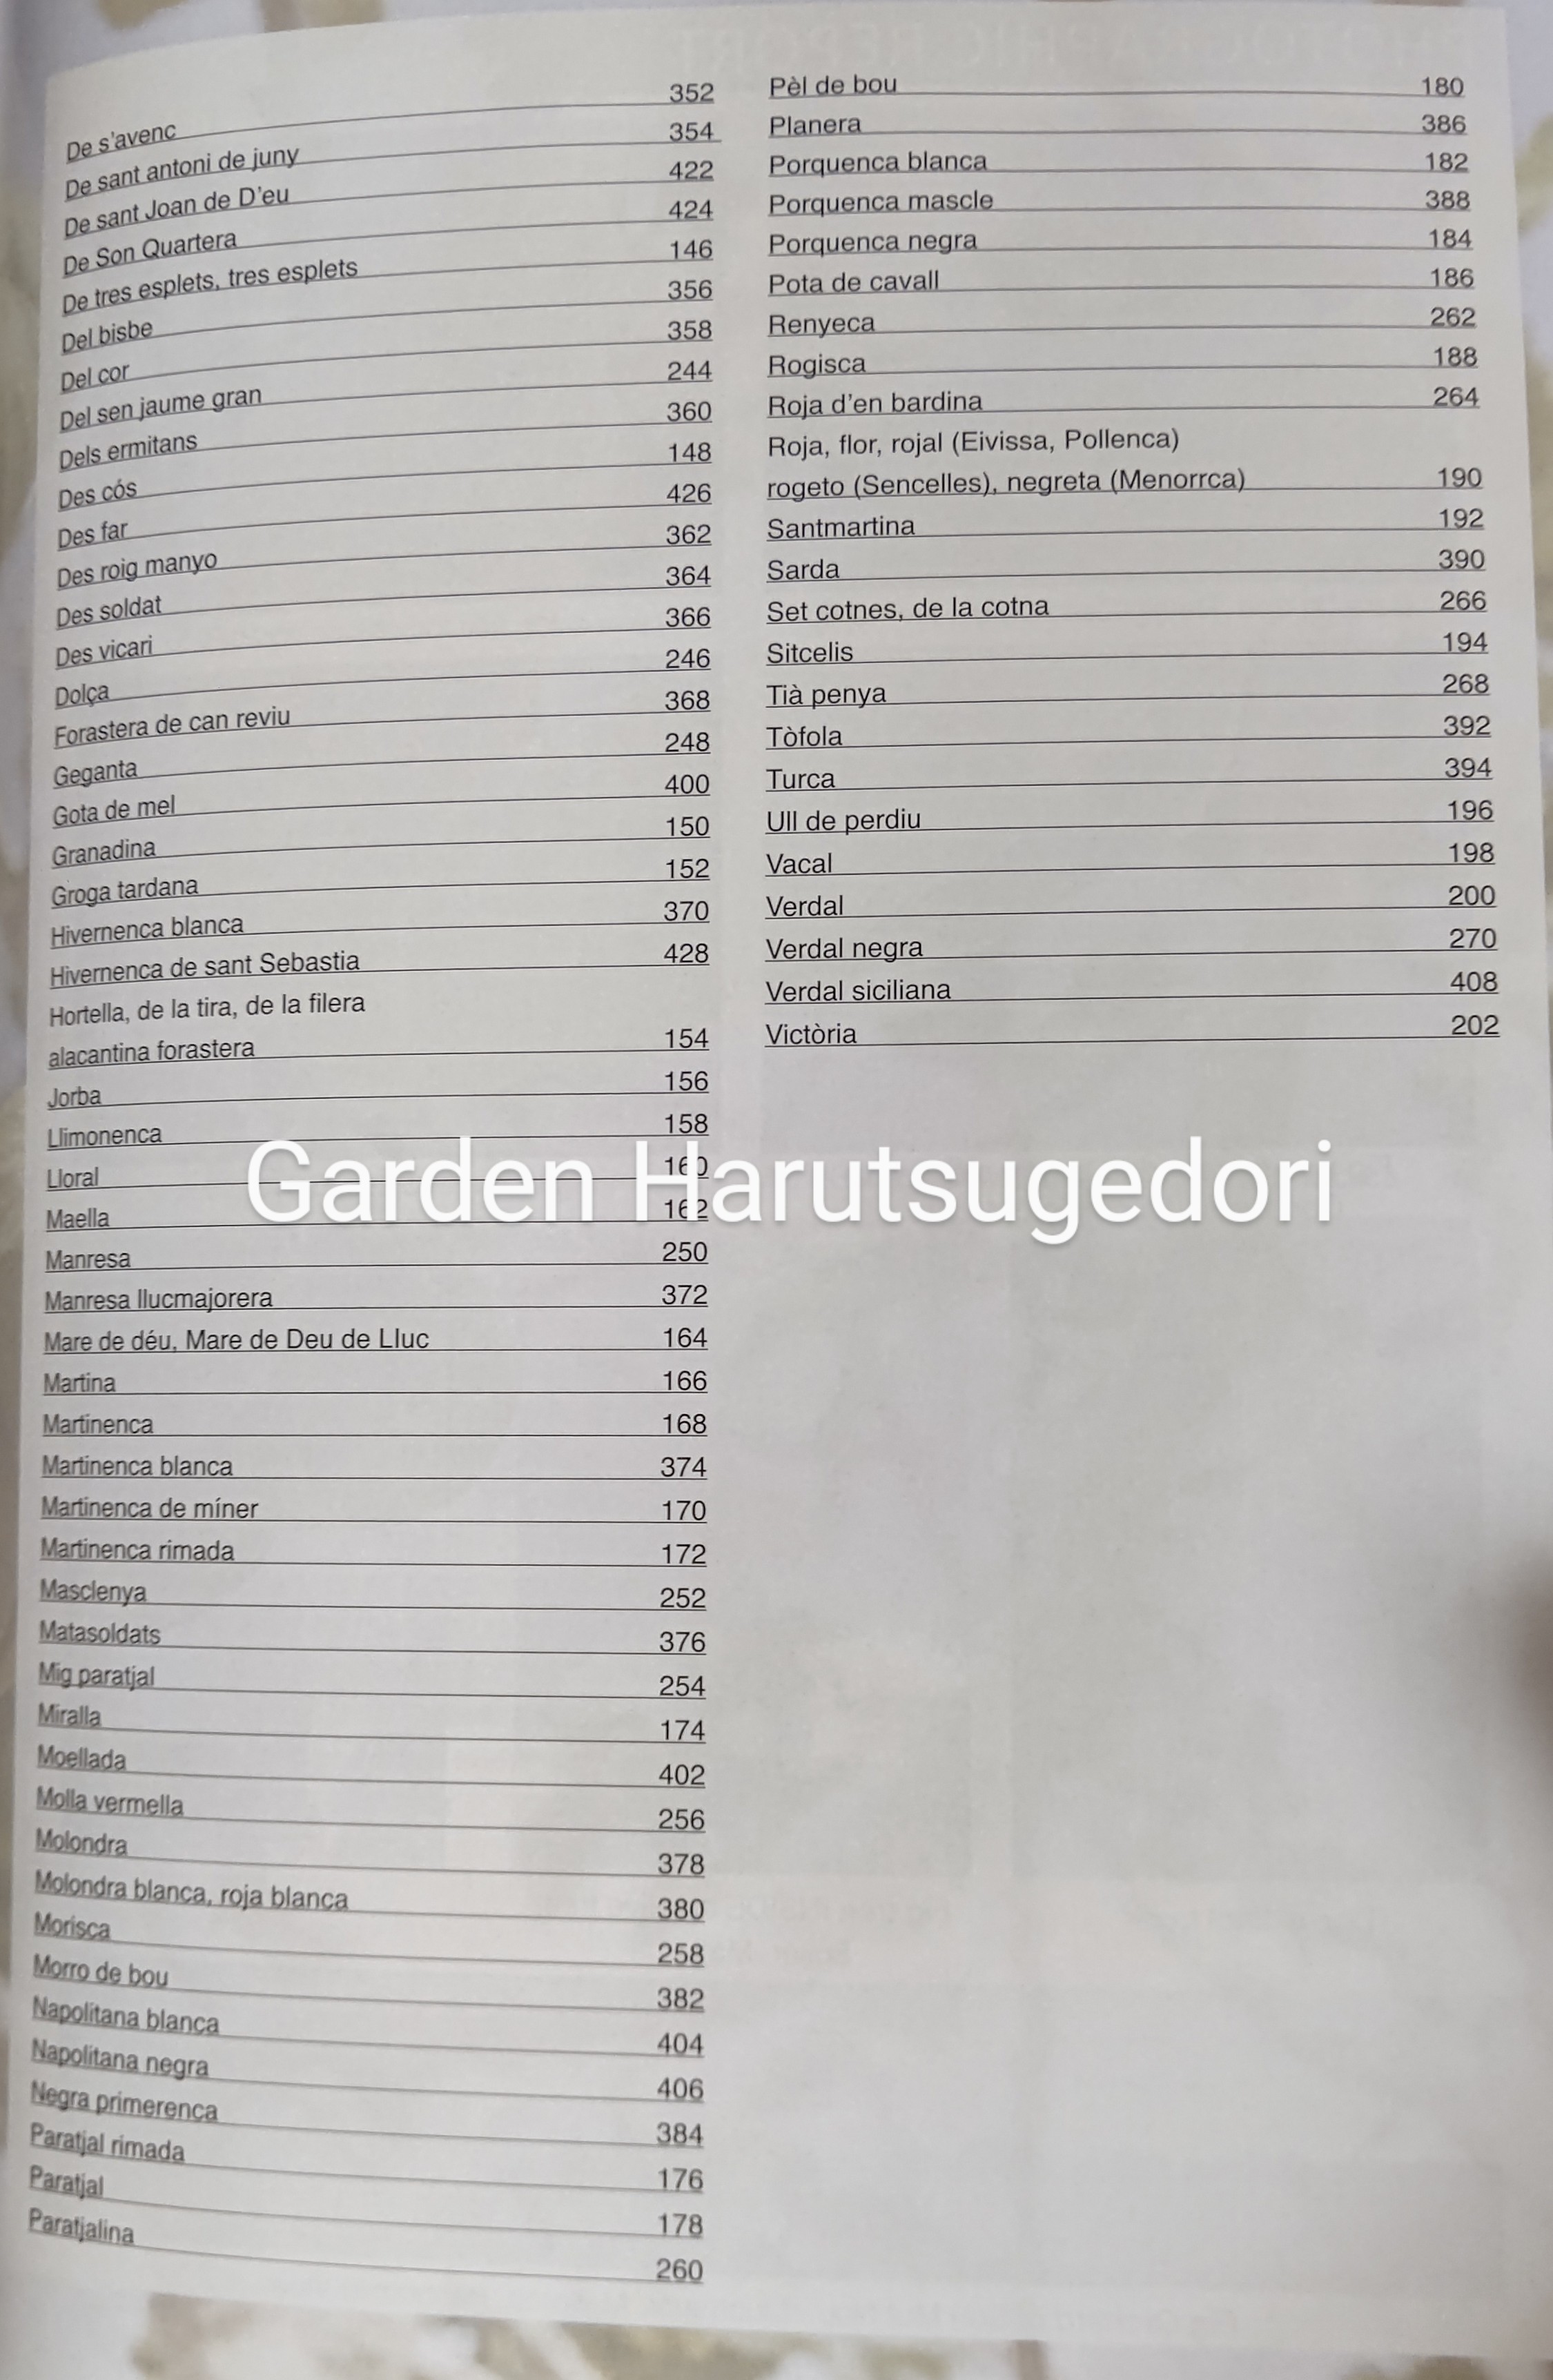 De s'avenc 352
De sant antoni de juny 354
De sant Joan de D'eu 422
De Son Quartera 424
De tres esplets, tres esplets 146
Del bisbe 356
Del cor 358
Del sen jaume gran 244
Dels ermitans 360
Des cós 148
Des far 426
Des roig manyo 362
Des soldat 364
Des vicari 366
Dolça 246
Forastera de can reviu 368
Geganta 248
Gota de mel 400
Granadina 150
Groga tardana 152
Hivernenca blanca 370
Hivernenca de sant Sebastia 428
Hortella, de la tira, de la filera
alacantina forastera 154
Jorba 156
Llimonenca 158
Lloral 160
Maella 162
Manresa 250
Manresa llucmajorera 372
Mare de déu, Mare de Deu de Lluc 164
Martina 166
Martinenca 168
Martinenca blanca 374
Martinenca de míner 170
Martinenca rimada 172
Masclenya 252
Matasoldats 376
Mig paratjal 254
Miralla 174
Moellada 402
Molla vermella 256
Molondra 378
Molondra blanca, roja blanca 380
Morisca 258
Morro de bou 382
Napolitana blanca 404
Napolitana negra 406
Negra primerenca 384
Paratjal rimada 176
Paratjal 178
Paratjalina 260
Pèl de bou 180
Planera 386
Porquenca blanca 182
Porquenca mascle 388
Porquenca negra 184
Pota de cavall 186
Renyeca 262
Rogisca 188
Roja d'en bardina 264
Roja, flor, rojal (Eivissa, Pollenca)
rogeto (Sencelles), negreta (Menorrca) 190
Santmartina 192
Sarda 390
Set cotnes, de la cotna 266
Sitcelis 194
Tià penya 268
Tòfola 392
Turca 394
Ull de perdiu 196
Vacal 198
Verdal 200
Verdal negra 270
Verdal siciliana 408
Victòria 202
Garden Harutsugedori